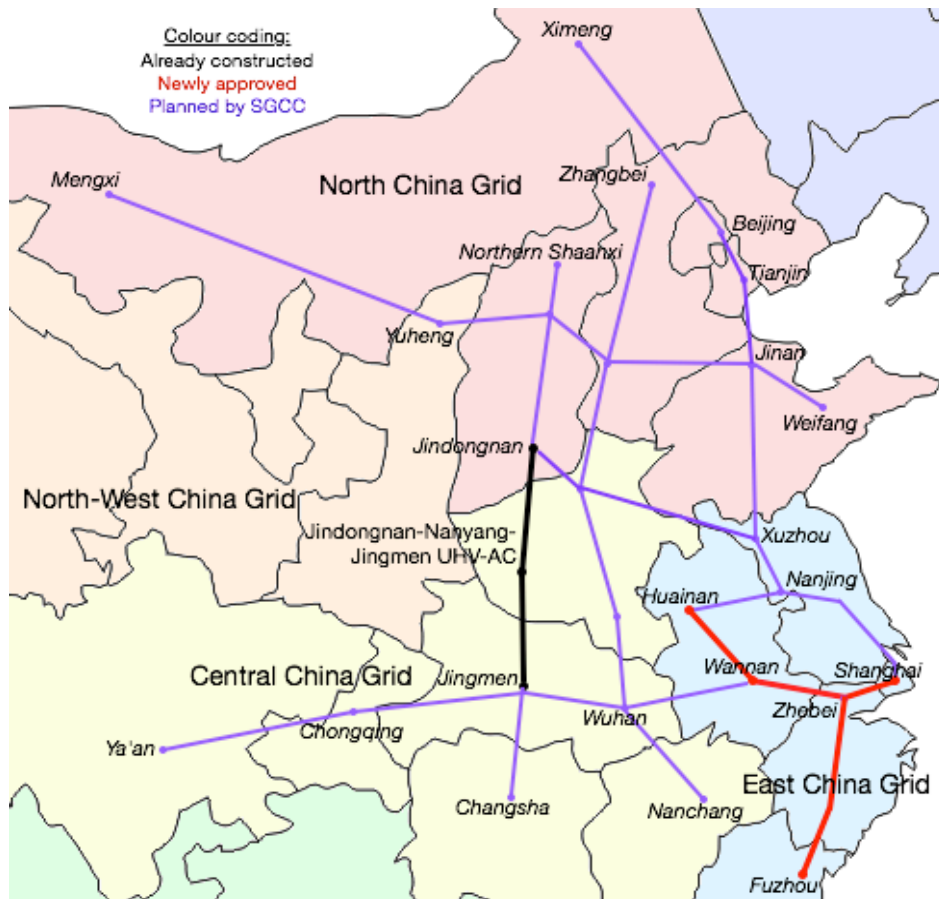 Colour coding:
Already constructed
Newly approved
Planned by SGCC
Ximeng
Mengxi
North China Grid
Zhangbei
Beijing
Northern Shaahxi
Tianjin
Yuheng
Jinan
Weifang
Jindongnan
North-West China Grid
Jindongnan-Nanyang-
Jingmen UHV-AC
Xuzhou
Nanjing
Huainan
Central China Grid
Jingmen
Wannan
Shanghai
Zhebei
Wuhan
Chongqing
Ya'an
East China Grid
Changsha
Nanchang
Fuzhou